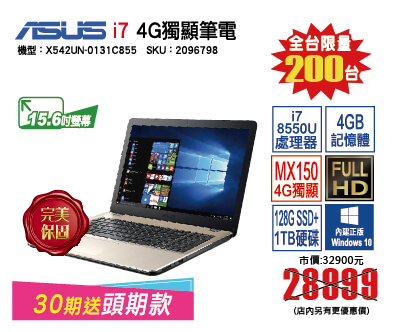 ASUS i7 4G獨顯筆電
機型：X542UN-0131C855 SKU：2096798
全台限量
200台
15.6吋螢幕
i7
8550U
處理器
4GB
記憶體
MX150
4G獨顯
FULL
HD
128G SSD+
1TB硬碟
內建正版
Windows 10
完美
保固
市價:32900元
28899
(店內另有更優惠價)
30期送頭期款